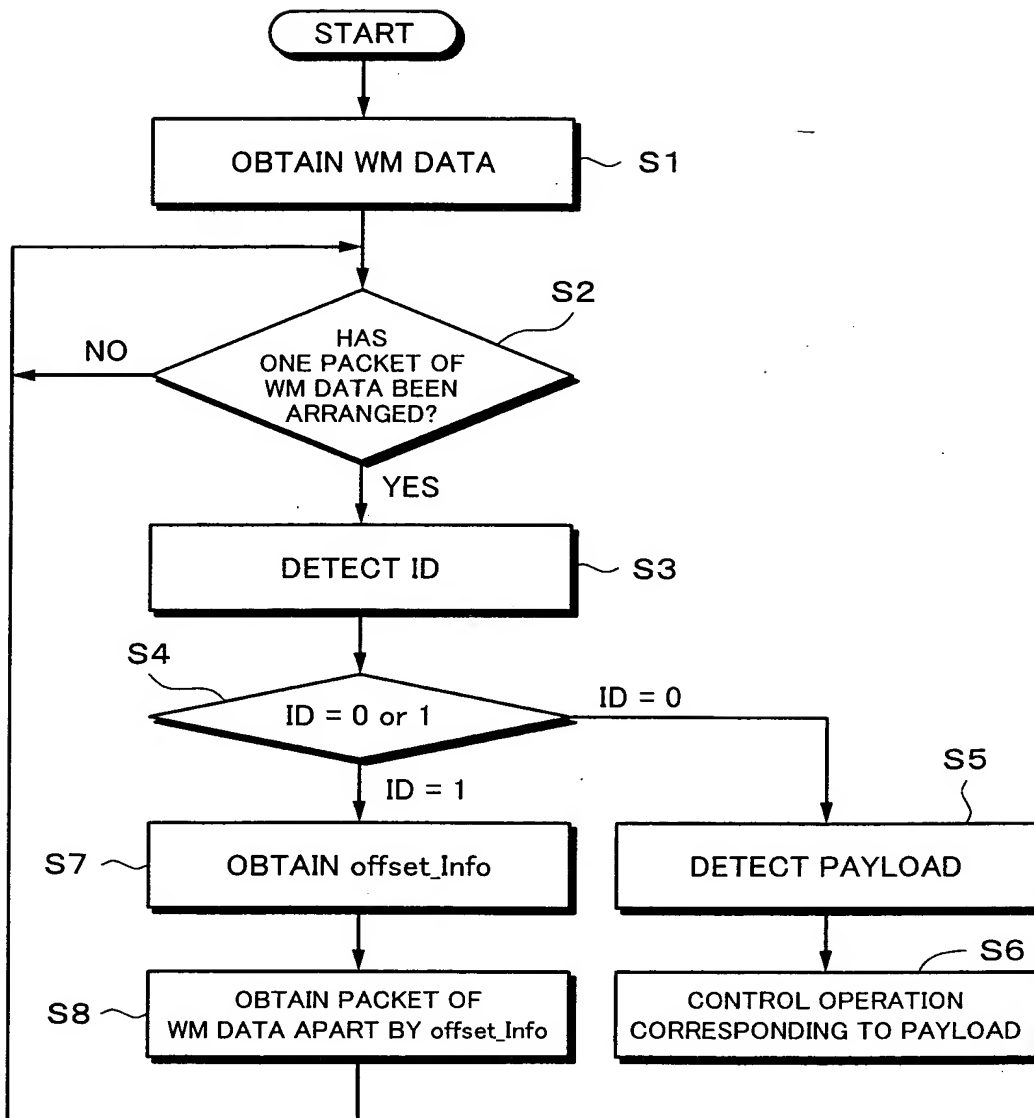 START
OBTAIN WM DATA
S1
S2
HAS
ONE PACKET OF
WM DATA BEEN
ARRANGED?
NO
YES
DETECT ID
S3
S4
ID = 0 or 1
ID = 0
ID = 1
S5
S7
OBTAIN offset_Info
DETECT PAYLOAD
S6
S8
OBTAIN PACKET OF
WM DATA APART BY offset_Info
CONTROL OPERATION
CORRESPONDING TO PAYLOAD